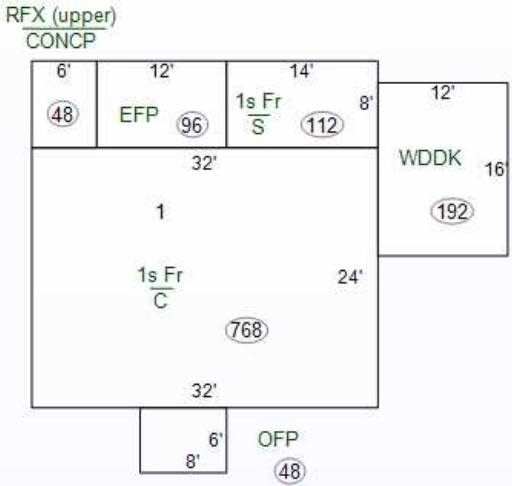 RFX (upper)
CONCP
6' 12' 14'
48 EFP 96 1s Fr 112 8' 12'
S
32' WDDK 16'
1 192
1s Fr 24'
C
768
32'
6' OFP
8' 48